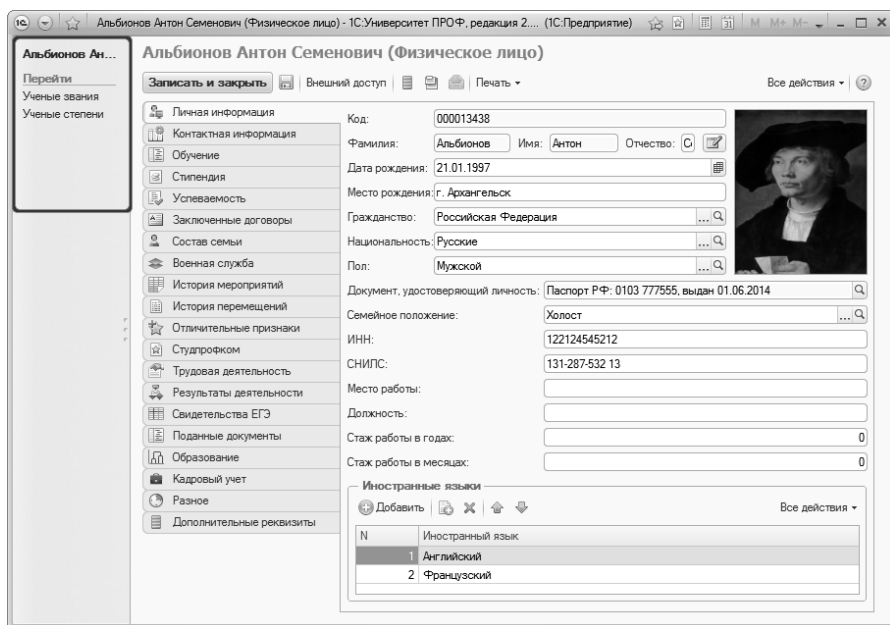 Альбионов Антон Семенович (Физическое лицо) - 1С:Университет ПРОФ, редакция 2.... (1С:Предприятие) M M+ M-
Альбионов Ан...
Перейти
Ученые звания
Ученые степени
Альбионов Антон Семенович (Физическое лицо)
Записать и закрыть Внешний доступ Печать Все действия
Личная информация
Контактная информация
Обучение
Стипендия
Успеваемость
Заключенные договоры
Состав семьи
Военная служба
История мероприятий
История перемещений
Отличительные признаки
Студпрофком
Трудовая деятельность
Результаты деятельности
Свидетельства ЕГЭ
Поданные документы
Образование
Кадровый учет
Разное
Дополнительные реквизиты
Код: 000013438
Фамилия: Альбионов Имя: Антон Отчество: С
Дата рождения: 21.01.1997
Место рождения: г. Архангельск
Гражданство: Российская Федерация ...
Национальность: Русские ...
Пол: Мужской ...
Документ, удостоверяющий личность: Паспорт РФ: 0103 777555, выдан 01.06.2014
Семейное положение: Холост ...
ИНН: 122124545212
СНИПС: 131-287-532 13
Место работы:
Должность:
Стаж работы в годах: 0
Стаж работы в месяцах: 0
Иностранные языки
Добавить Все действия
N Иностранный язык
1 Английский
2 Французский